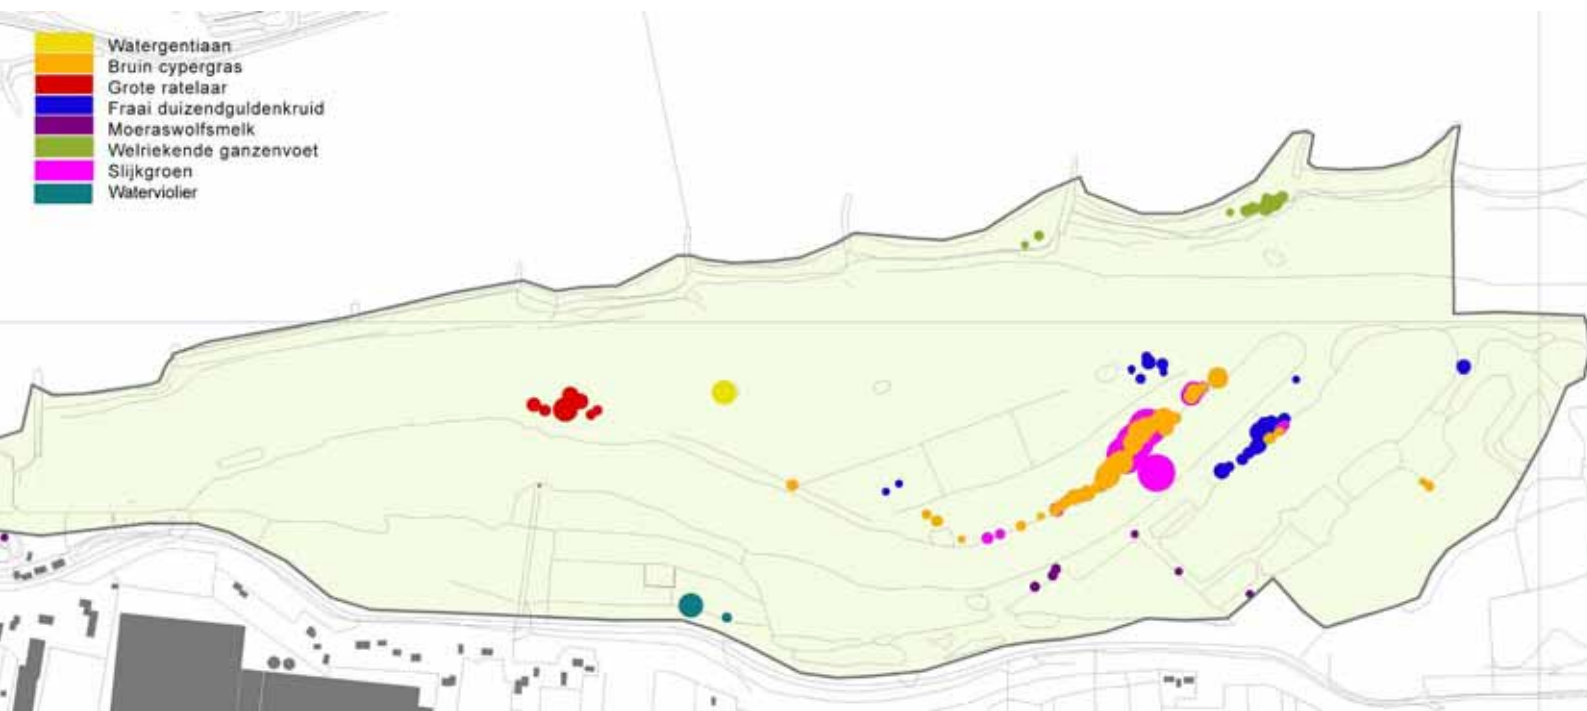 Watergentiaan
Bruin cypergras
Grote ratelaar
Fraai duizendguldenkruid
Moeraswolfsmelk
Welriekende ganzenvoet
Slijkgroen
Waterviolier